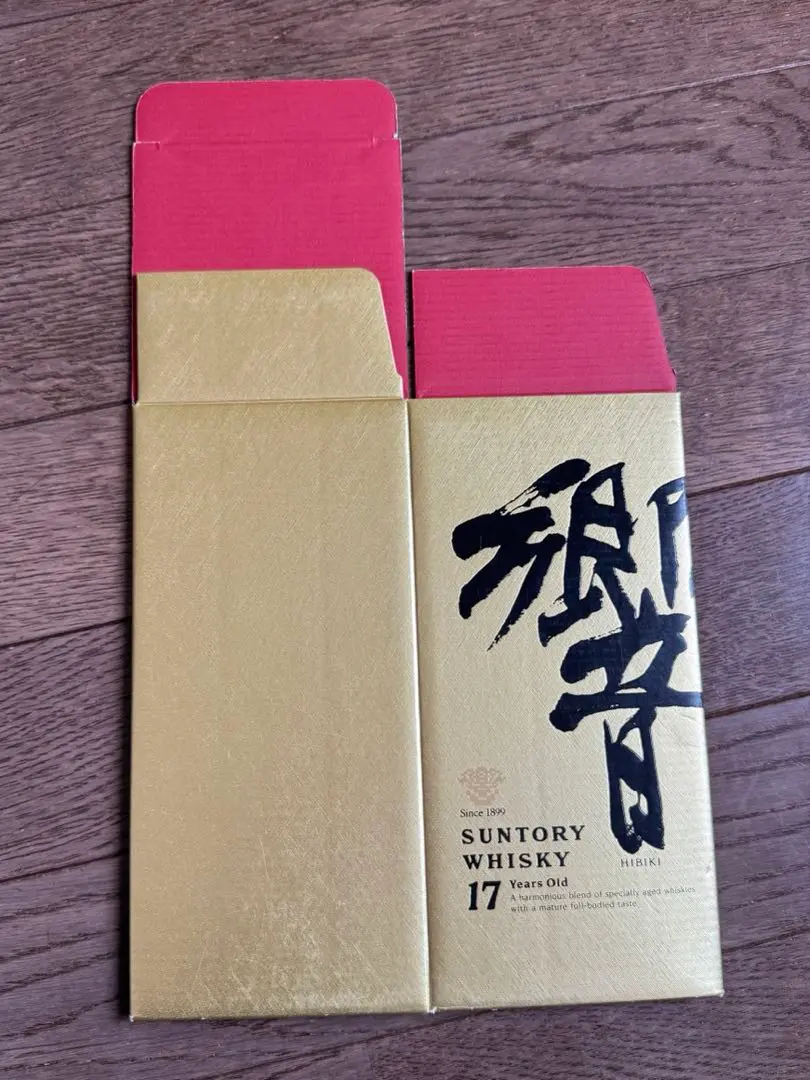 響
Since 1899
SUNTORY
WHISKY
HIBIKI
17 Years Old
A harmonious blend of specially aged whiskies
with a mature full-bodied taste.